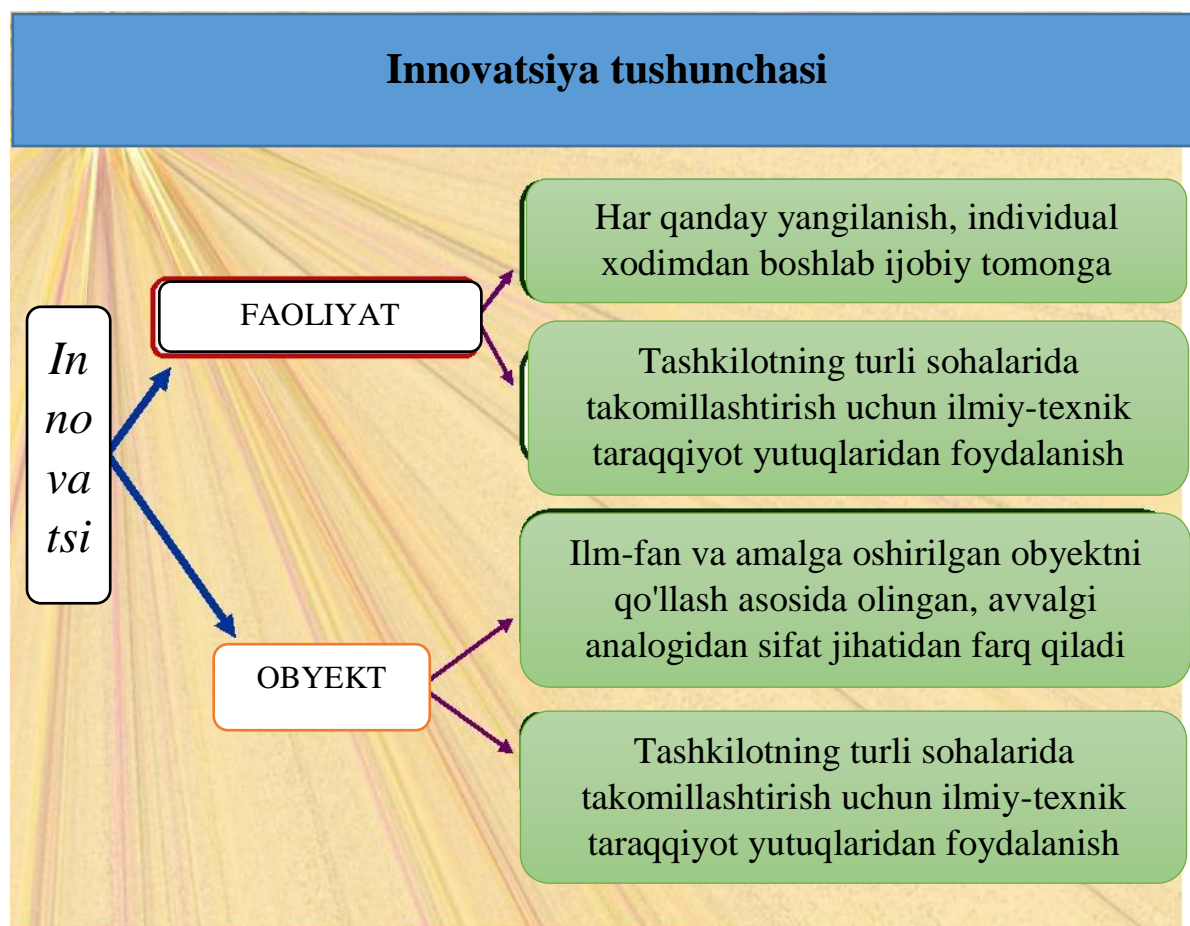 Innovatsiya tushunchasi
In
no
va
tsi
FAOLIYAT
OBYEKT
Har qanday yangilanish, individual
xodimdan boshlab ijobiy tomonga
Tashkilotning turli sohalarida
takomillashtirish uchun ilmiy-texnik
taraqqiyot yutuqlaridan foydalanish
Ilm-fan va amalga oshirilgan obyektni
qo'llash asosida olingan, avvalgi
analogidan sifat jihatidan farq qiladi
Tashkilotning turli sohalarida
takomillashtirish uchun ilmiy-texnik
taraqqiyot yutuqlaridan foydalanish